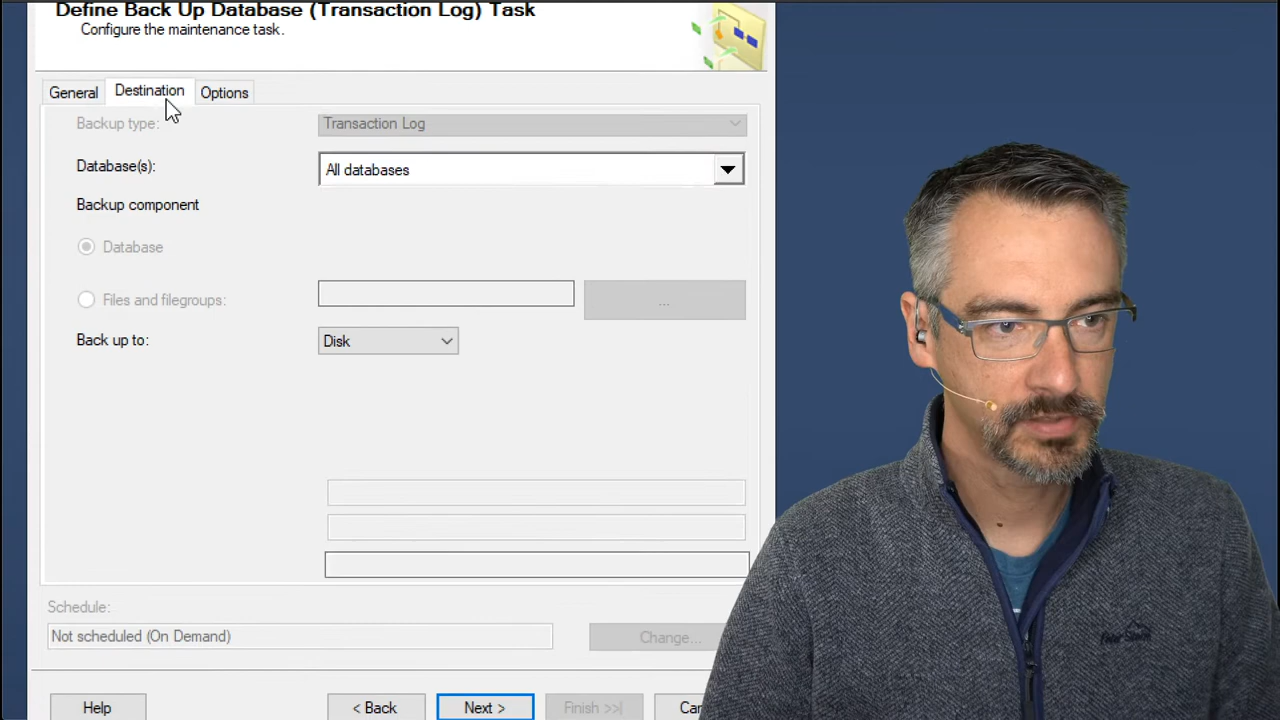 Define Back Up Database (Transaction Log) Task
Configure the maintenance task.
General Destination Options
Backup type: Transaction Log
Database(s): All databases
Backup component
Database
Files and filegroups: ...
Back up to: Disk
Schedule:
Not scheduled (On Demand) Change...
Help < Back Next > Finish >>|